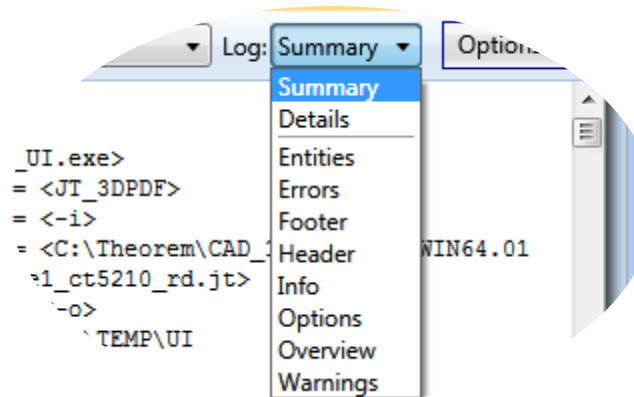 Log: Summary Options
Summary
Details
_UI.exe>
Entities
= <JT_3DPDF>
Errors
= <-i>
Footer
= <C:\Theorem\CAD_ WIN64.01
Header
e1_ct5210_rd.jt>
Info
-o>
Options
\TEMP\UI
Overview
Warnings